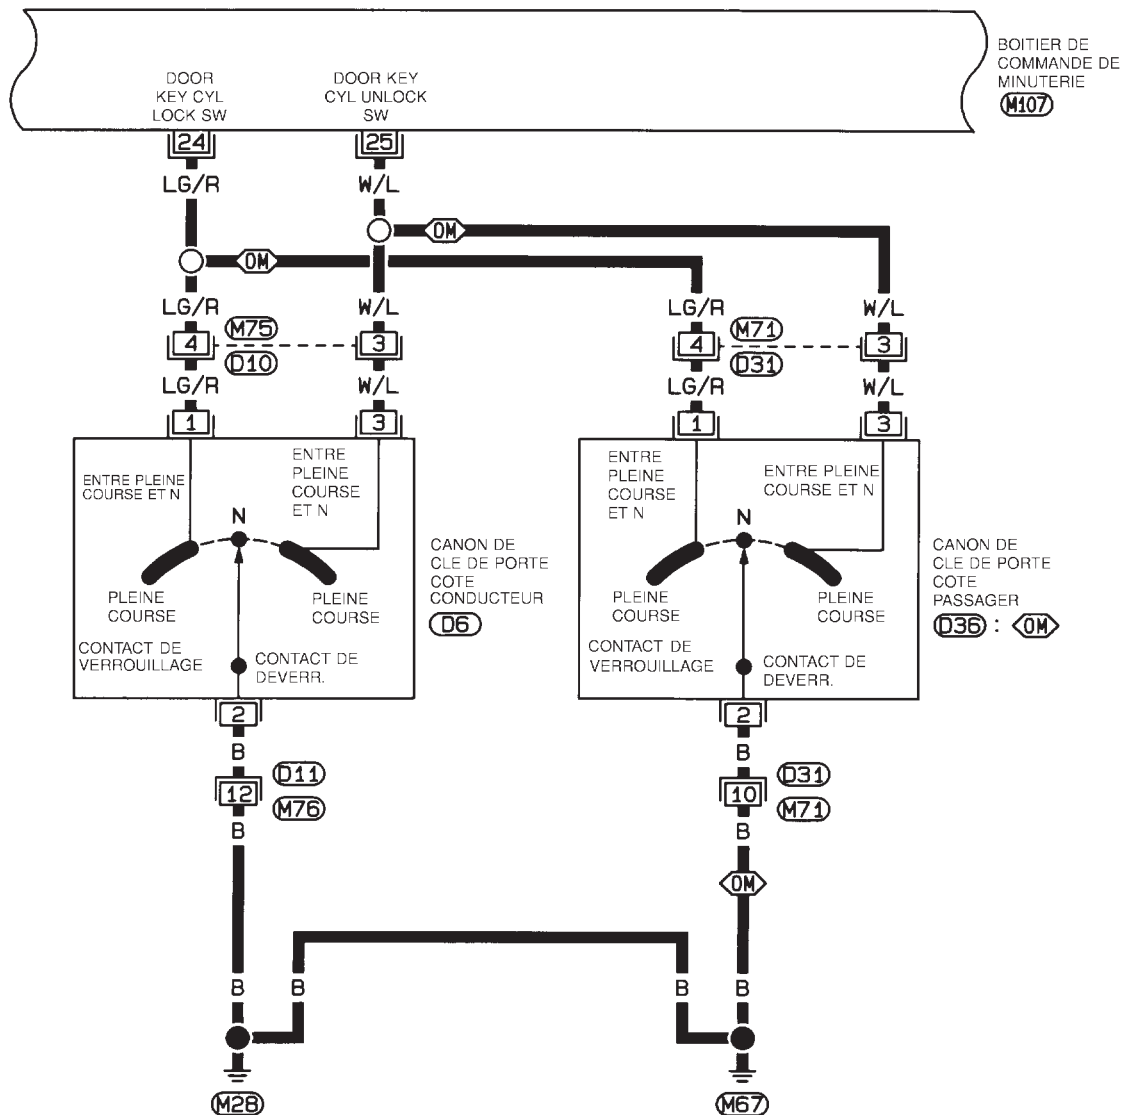 BOITIER DE
COMMANDE DE
MINUTERIE
M107
DOOR
KEY CYL
LOCK SW
DOOR KEY
CYL UNLOCK
SW
24
25
LG/R
W/L
OM
OM
LG/R
W/L
LG/R
W/L
4
M75
D10
3
4
M71
D31
3
LG/R
W/L
LG/R
W/L
1
3
1
3
ENTRE PLEINE
COURSE ET N
ENTRE
PLEINE
COURSE
ET N
N
PLEINE
COURSE
PLEINE
COURSE
CONTACT DE
VERROUILLAGE
CONTACT DE
DEVERR.
CANON DE
CLE DE PORTE
COTE
CONDUCTEUR
D6
ENTRE
PLEINE
COURSE
ET N
ENTRE PLEINE
COURSE ET N
N
PLEINE
COURSE
PLEINE
COURSE
CONTACT DE
VERROUILLAGE
CONTACT DE
DEVERR.
CANON DE
CLE DE PORTE
COTE
PASSAGER
D36 : OM
2
2
B
B
12
D11
M76
10
D31
M71
B
B
OM
B
B
B
B
M28
M67